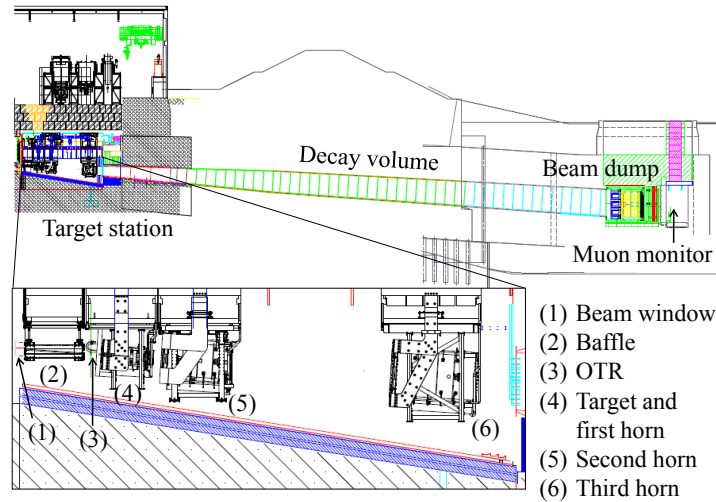 Decay volume
Beam dump
Target station
Muon monitor
(1) Beam window
(2) Baffle
(3) OTR
(4) Target and
first horn
(5) Second horn
(6) Third horn
(2)
(4)
(5)
(1)
(3)
(6)